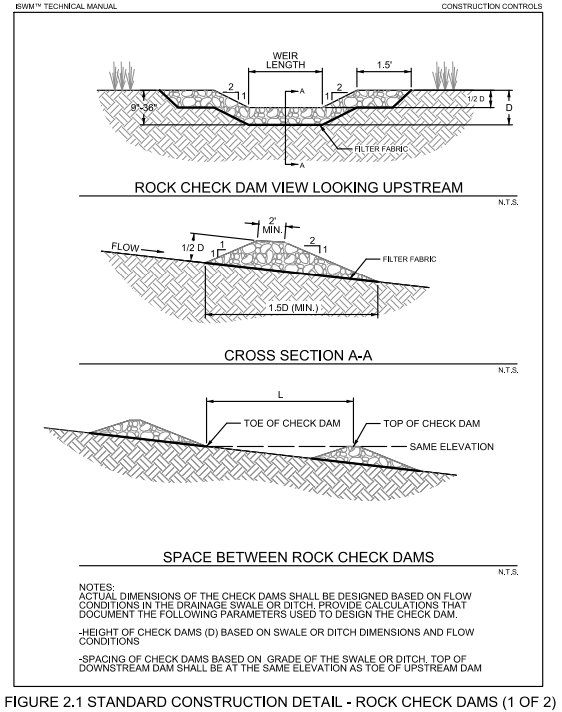 iSWM™ TECHNICAL MANUAL
CONSTRUCTION CONTROLS
WEIR
LENGTH
1.5'
2
1
2
1
A
9"-36"
1/2 D
D
FILTER FABRIC
A
ROCK CHECK DAM VIEW LOOKING UPSTREAM
N.T.S.
2'
MIN.
FLOW
1/2 D
1
1
2
1
FILTER FABRIC
1.5D (MIN.)
CROSS SECTION A-A
N.T.S.
L
TOE OF CHECK DAM
TOP OF CHECK DAM
SAME ELEVATION
SPACE BETWEEN ROCK CHECK DAMS
N.T.S.
NOTES:
ACTUAL DIMENSIONS OF THE CHECK DAMS SHALL BE DESIGNED BASED ON FLOW
CONDITIONS IN THE DRAINAGE SWALE OR DITCH. PROVIDE CALCULATIONS THAT
DOCUMENT THE FOLLOWING PARAMETERS USED TO DESIGN THE CHECK DAM.
-HEIGHT OF CHECK DAMS (D) BASED ON SWALE OR DITCH DIMENSIONS AND FLOW
CONDITIONS
-SPACING OF CHECK DAMS BASED ON GRADE OF THE SWALE OR DITCH. TOP OF
DOWNSTREAM DAM SHALL BE AT THE SAME ELEVATION AS TOE OF UPSTREAM DAM
FIGURE 2.1 STANDARD CONSTRUCTION DETAIL - ROCK CHECK DAMS (1 OF 2)